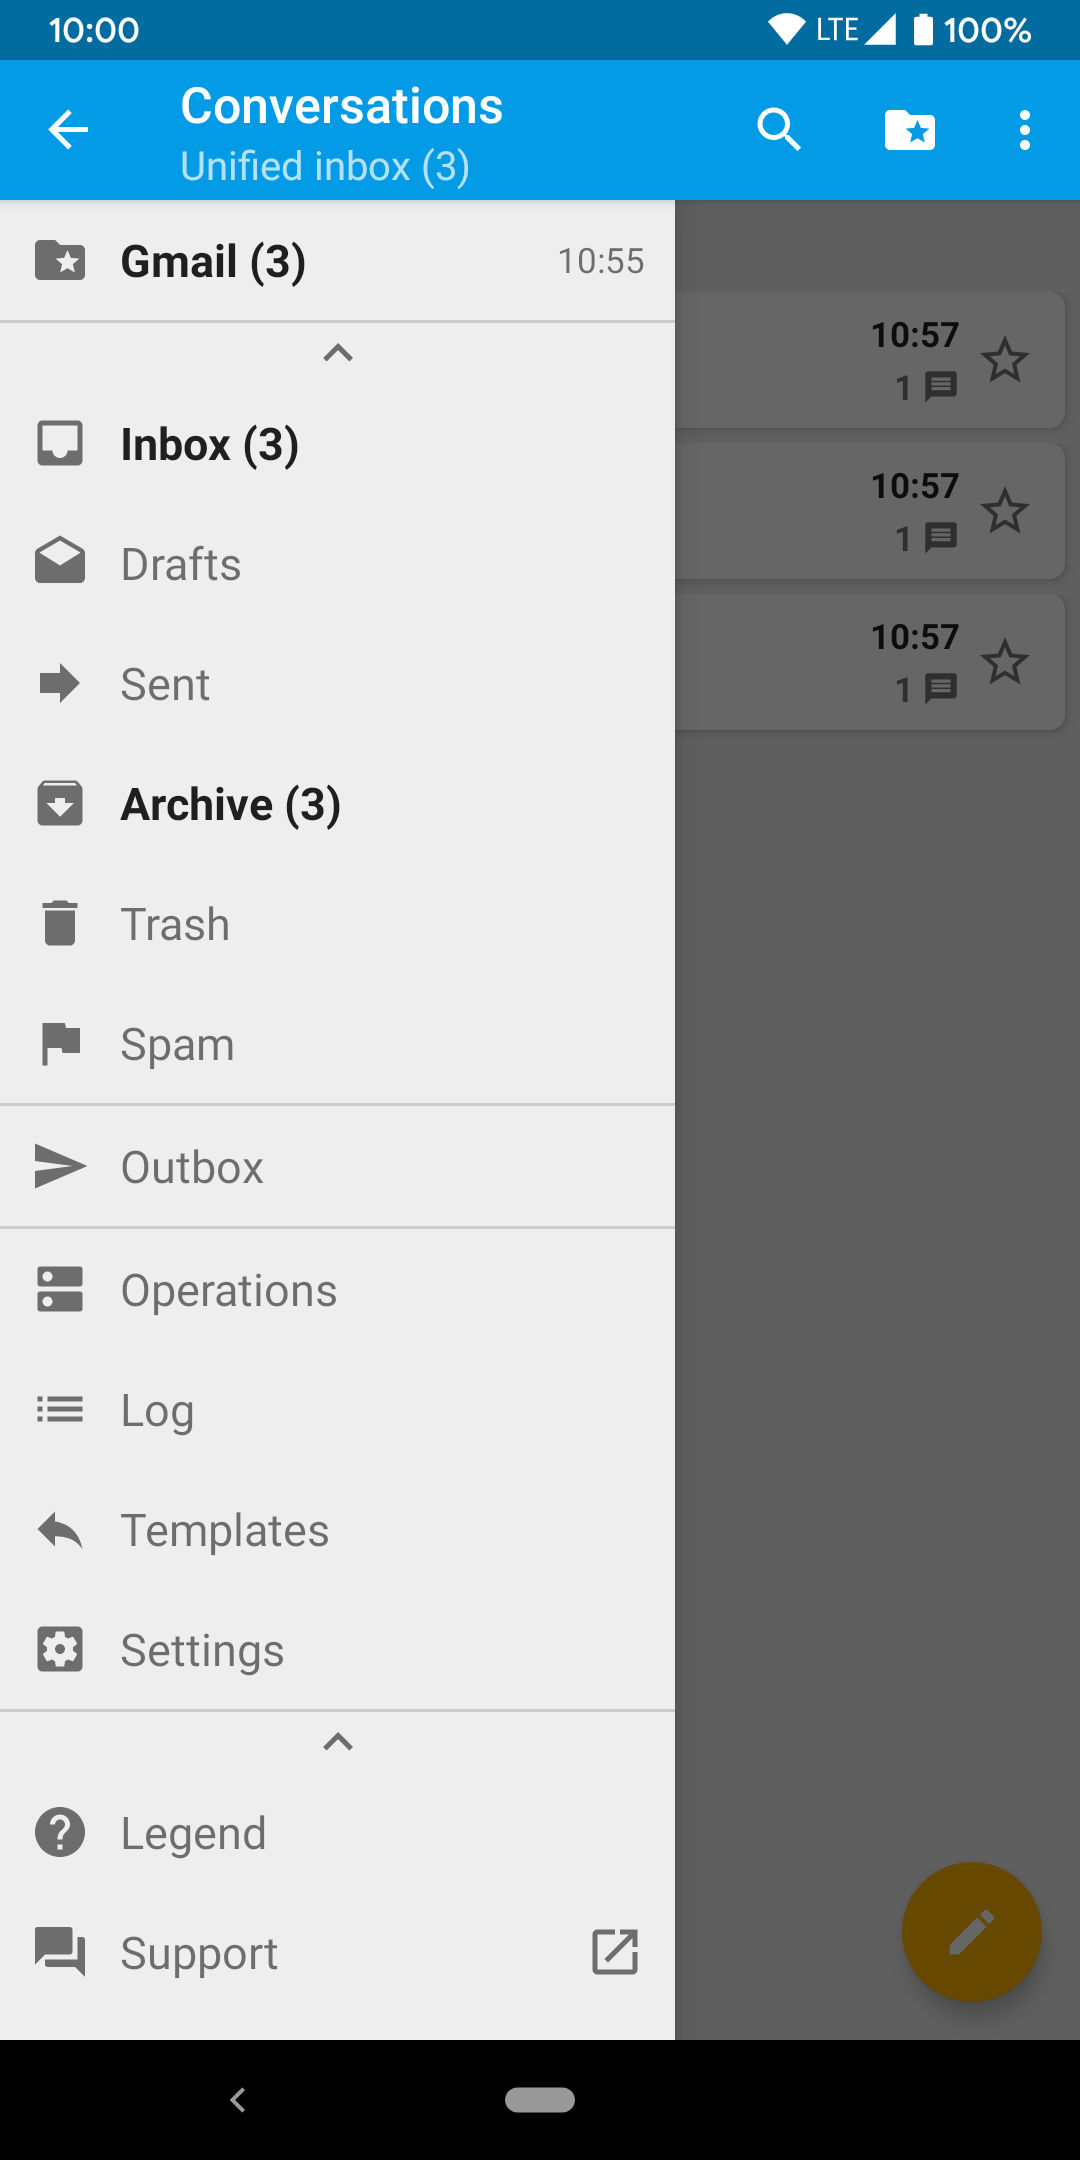 10:00
LTE
100%
Conversations
Unified inbox (3)
Gmail (3)
10:55
10:57
1
Inbox (3)
10:57
1
Drafts
10:57
1
Sent
Archive (3)
Trash
Spam
Outbox
Operations
Log
Templates
Settings
Legend
Support